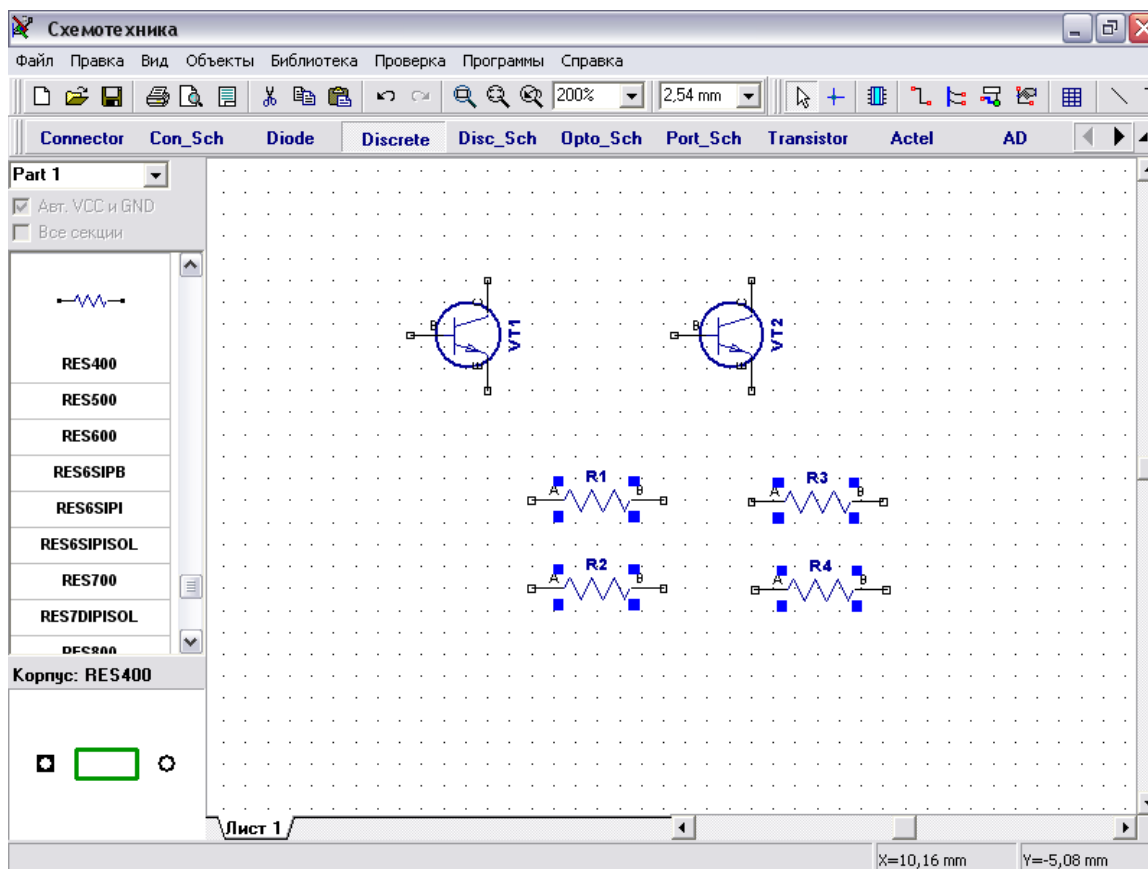 Схемотехника
Файл Правка Вид Объекты Библиотека Проверка Программы Справка
200% 2,54 mm
Connector Con_Sch Diode Discrete Disc_Sch Opto_Sch Port_Sch Transistor Actel AD
Part 1
Авт. VCC и GND
Все секции
RES400
RES500
RES600
RES6SIPB
RES6SIPI
RES6SIPISOL
RES700
RES7DIPISOL
RES800
Корпус: RES400
C C
B VT1 B VT2
E E
R1 R3
A B A B
R2 R4
A B A B
Лист 1
X=10,16 mm Y=-5,08 mm